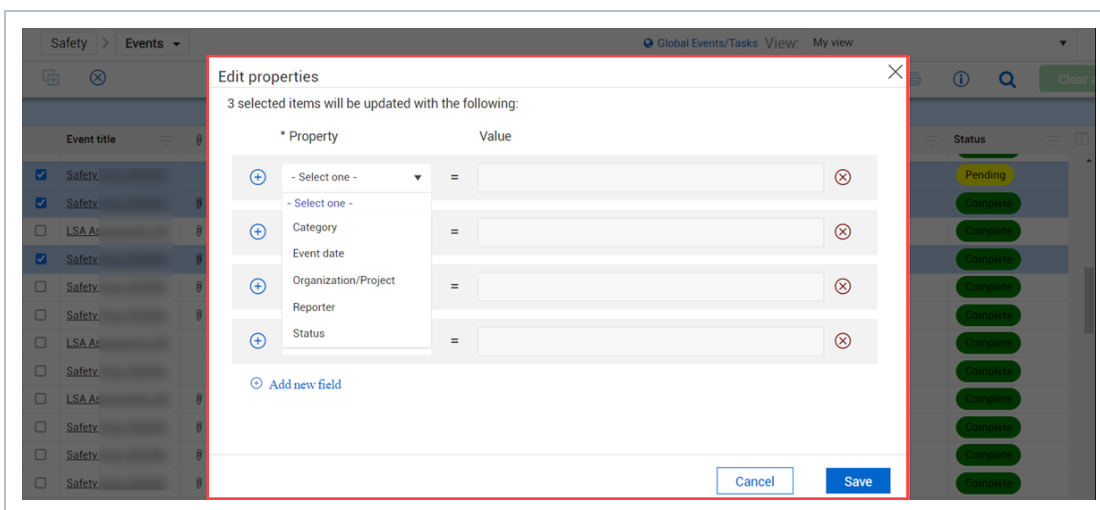 Safety > Events
Global Events/Tasks View: My view
Clear
Edit properties
3 selected items will be updated with the following:
* Property Value
Event title
Status
- Select one - =
Safety
Pending
- Select one -
Safety
Complete
Category =
LSA
Complete
Event date
Safety
Complete
Organization/Project =
Safety
Complete
Reporter
Safety
Complete
Status =
LSA
Complete
Safety
Complete
Add new field
LSA
Complete
Safety
Complete
Safety
Complete
Safety
Complete
Cancel Save